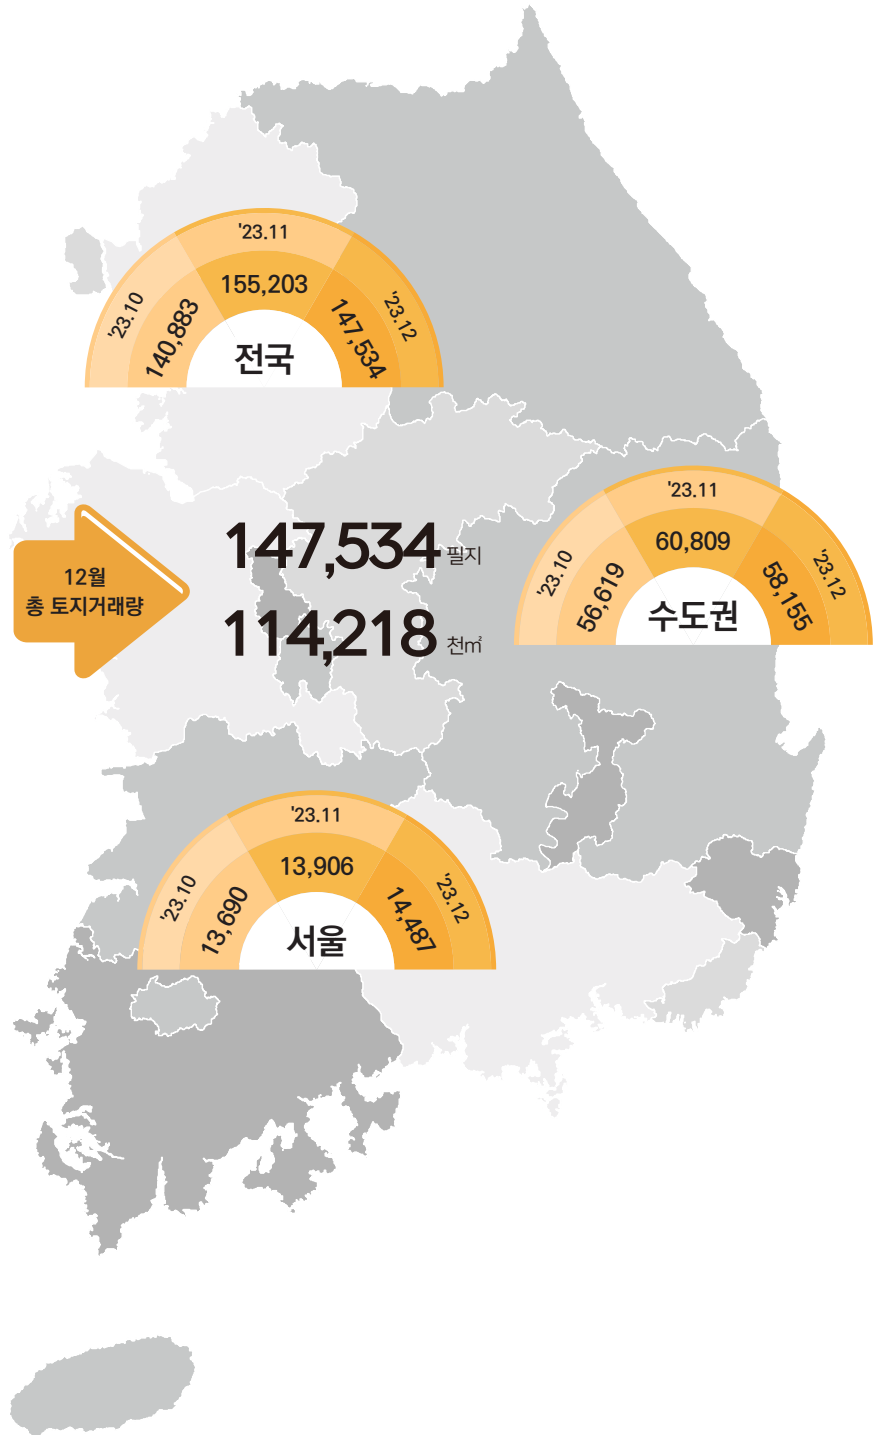 '23.10
'23.11
'23.12
140,883
155,203
147,534
전국
12월
총 토지거래량
147,534 필지
114,218 천㎡
'23.10
'23.11
'23.12
56,619
60,809
58,155
수도권
'23.10
'23.11
'23.12
13,690
13,906
14,487
서울